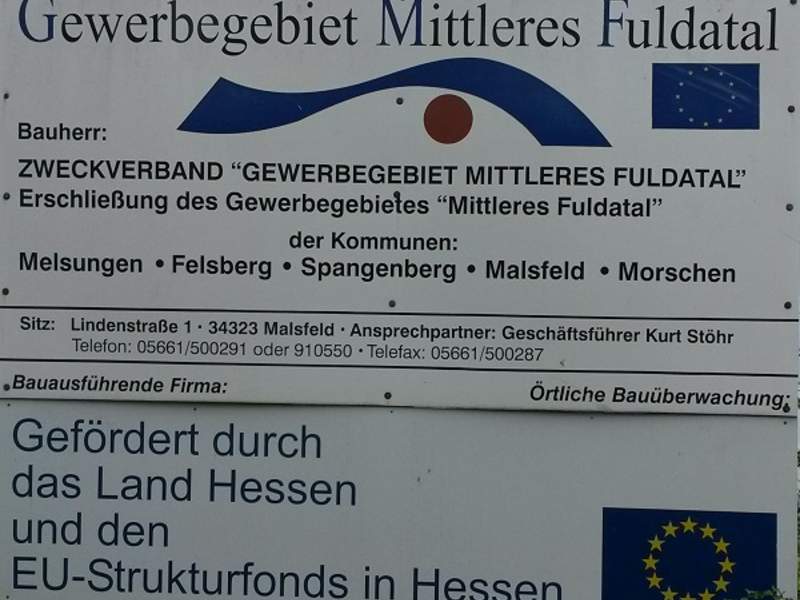 Gewerbegebiet Mittleres Fuldatal
Bauherr:
ZWECKVERBAND “GEWERBEGEBIET MITTLERES FULDATAL”
Erschließung des Gewerbegebietes “Mittleres Fuldatal”
der Kommunen:
Melsungen • Felsberg • Spangenberg • Malsfeld • Morschen
Sitz: Lindenstraße 1 · 34323 Malsfeld · Ansprechpartner: Geschäftsführer Kurt Stöhr
Telefon: 05661/500291 oder 910550 · Telefax: 05661/500287
Bauausführende Firma: Örtliche Bauüberwachung:
Gefördert durch
das Land Hessen
und den
EU-Strukturfonds in Hessen